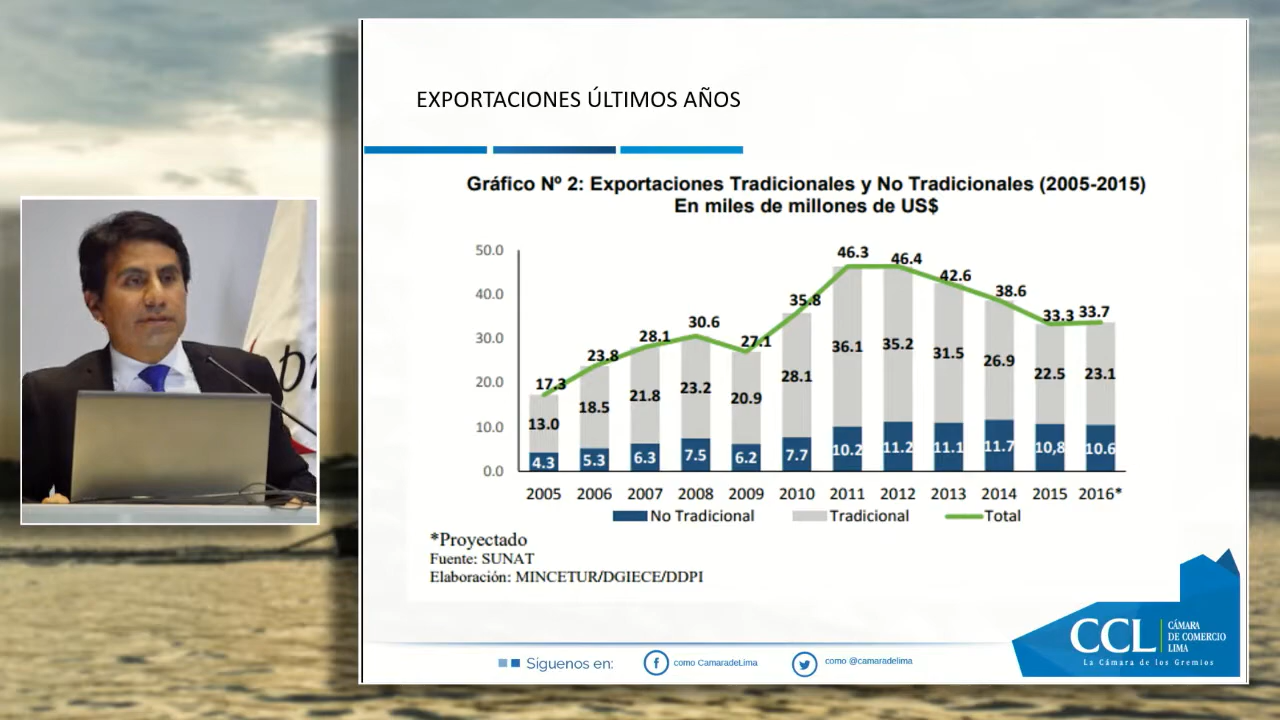 EXPORTACIONES ÚLTIMOS AÑOS
Gráfico Nº 2: Exportaciones Tradicionales y No Tradicionales (2005-2015)
En miles de millones de US$
50.0
40.0
30.0
20.0
10.0
0.0
17.3 23.8 28.1 30.6 27.1 35.8 46.3 46.4 42.6 38.6 33.3 33.7
13.0 18.5 21.8 23.2 20.9 28.1 36.1 35.2 31.5 26.9 22.5 23.1
4.3 5.3 6.3 7.5 6.2 7.7 10.2 11.2 11.1 11.7 10,8 10.6
2005 2006 2007 2008 2009 2010 2011 2012 2013 2014 2015 2016*
No Tradicional Tradicional Total
*Proyectado
Fuente: SUNAT
Elaboración: MINCETUR/DGIECE/DDPI
Siguenos en: como CamaradeLima como @camaradelima
CCL CÁMARA
DE COMERCIO
LIMA
La Cámara de los Gremios